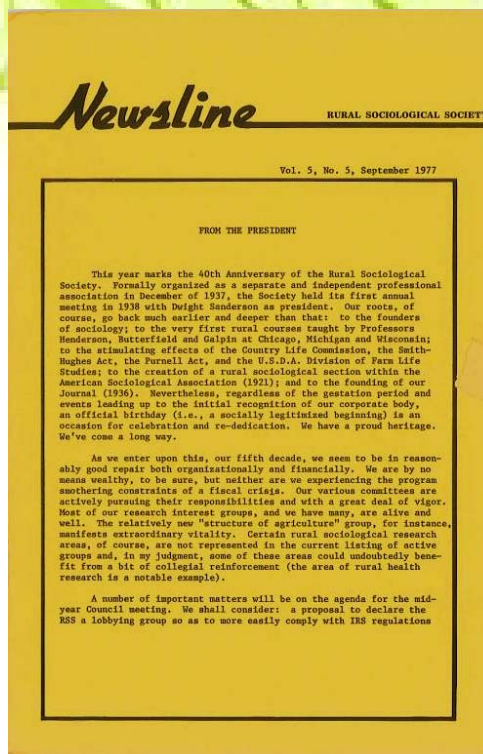 Newsline
RURAL SOCIOLOGICAL SOCIETY
Vol. 5, No. 5, September 1977
FROM THE PRESIDENT
This year marks the 40th Anniversary of the Rural Sociological
Society. Formally organized as a separate and independent professional
association in December of 1937, the Society held its first annual
meeting in 1938 with Dwight Sanderson as president. Our roots, of
course, go back much earlier and deeper than that: to the founders
of sociology; to the very first rural courses taught by Professors
Henderson, Butterfield and Galpin at Chicago, Michigan and Wisconsin;
to the stimulating effects of the Country Life Commission, the Smith-
Hughes Act, the Purnell Act, and the U.S.D.A. Division of Farm Life
Studies; to the creation of a rural sociological section within the
American Sociological Association (1921); and to the founding of our
Journal (1936). Nevertheless, regardless of the gestation period and
events leading up to the initial recognition of our corporate body,
an official birthday (i.e., a socially legitimized beginning) is an
occasion for celebration and re-dedication. We have a proud heritage.
We've come a long way.
As we enter upon this, our fifth decade, we seem to be in reason-
ably good repair both organizationally and financially. We are by no
means wealthy, to be sure, but neither are we experiencing the program
smothering constraints of a fiscal crisis. Our various committees are
actively pursuing their responsibilities and with a great deal of vigor.
Most of our research interest groups, and we have many, are alive and
well. The relatively new "structure of agriculture" group, for instance,
manifests extraordinary vitality. Certain rural sociological research
areas, of course, are not represented in the current listing of active
groups and, in my judgment, some of these areas could undoubtedly bene-
fit from a bit of collegial reinforcement (the area of rural health
research is a notable example).
A number of important matters will be on the agenda for the mid-
year Council meeting. We shall consider: a proposal to declare the
RSS a lobbying group so as to more easily comply with IRS regulations